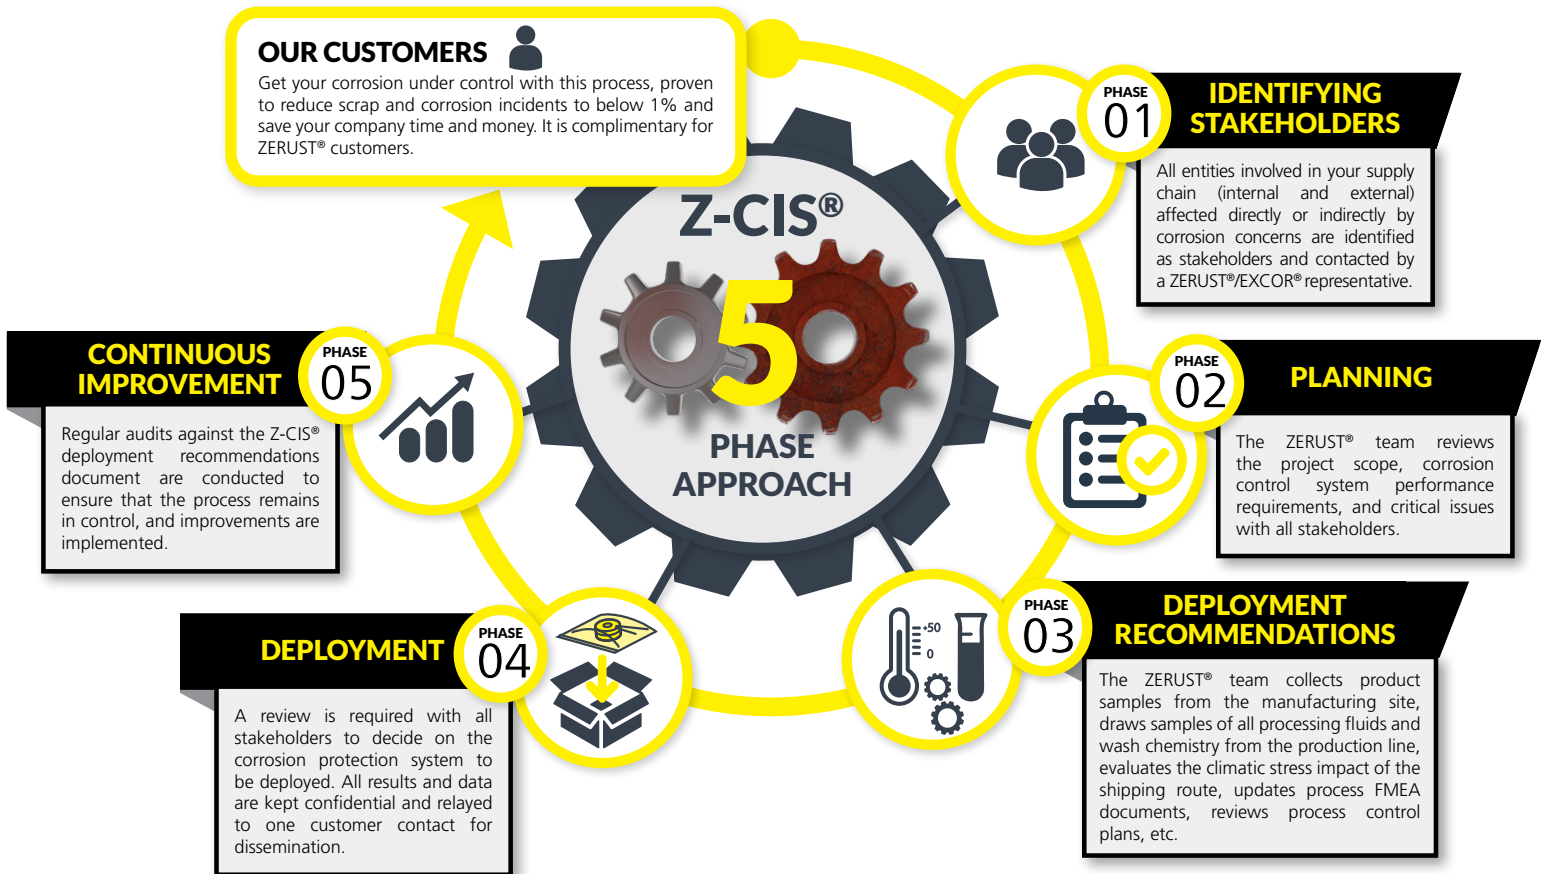 OUR CUSTOMERS
Get your corrosion under control with this process, proven
to reduce scrap and corrosion incidents to below 1% and
save your company time and money. It is complimentary for
ZERUST® customers.
Z-CIS®
5
PHASE
APPROACH
PHASE
01
IDENTIFYING
STAKEHOLDERS
All entities involved in your supply
chain (internal and external)
affected directly or indirectly by
corrosion concerns are identified
as stakeholders and contacted by
a ZERUST®/EXCOR® representative.
PHASE
02
PLANNING
The ZERUST® team reviews
the project scope, corrosion
control system performance
requirements, and critical issues
with all stakeholders.
PHASE
03
DEPLOYMENT
RECOMMENDATIONS
The ZERUST® team collects product
samples from the manufacturing site,
draws samples of all processing fluids and
wash chemistry from the production line,
evaluates the climatic stress impact of the
shipping route, updates process FMEA
documents, reviews process control
plans, etc.
+50
0
PHASE
04
DEPLOYMENT
A review is required with all
stakeholders to decide on the
corrosion protection system to
be deployed. All results and data
are kept confidential and relayed
to one customer contact for
dissemination.
PHASE
05
CONTINUOUS
IMPROVEMENT
Regular audits against the Z-CIS®
deployment recommendations
document are conducted to
ensure that the process remains
in control, and improvements are
implemented.